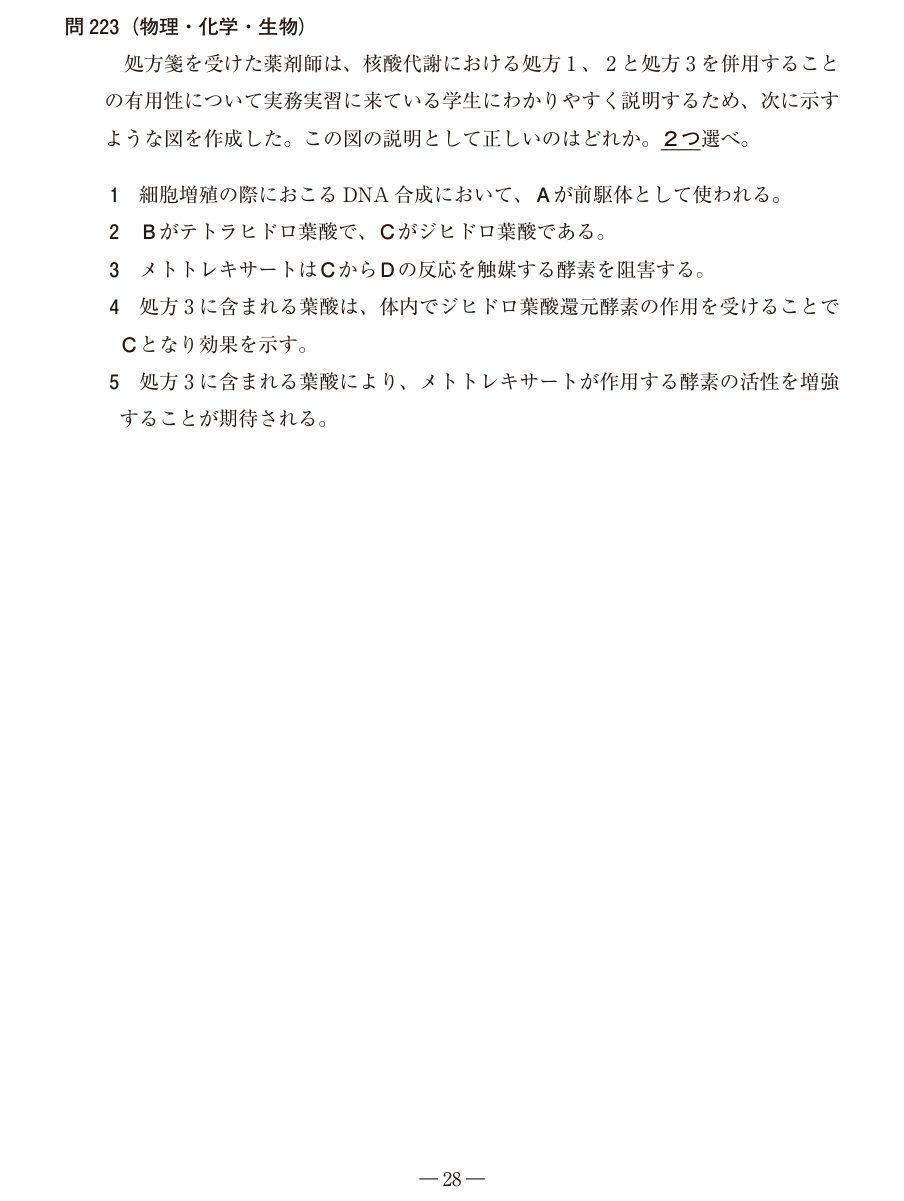 問 223（物理・化学・生物）
処方箋を受けた薬剤師は、核酸代謝における処方１、２と処方３を併用すること
の有用性について実務実習に来ている学生にわかりやすく説明するため、次に示す
ような図を作成した。この図の説明として正しいのはどれか。２つ選べ。
1　細胞増殖の際におこる DNA 合成において、Ａが前駆体として使われる。
2　Ｂがテトラヒドロ葉酸で、Ｃがジヒドロ葉酸である。
3　メトトレキサートはＣからＤの反応を触媒する酵素を阻害する。
4　処方３に含まれる葉酸は、体内でジヒドロ葉酸還元酵素の作用を受けることで
Ｃとなり効果を示す。
5　処方３に含まれる葉酸により、メトトレキサートが作用する酵素の活性を増強
することが期待される。
— 28 —